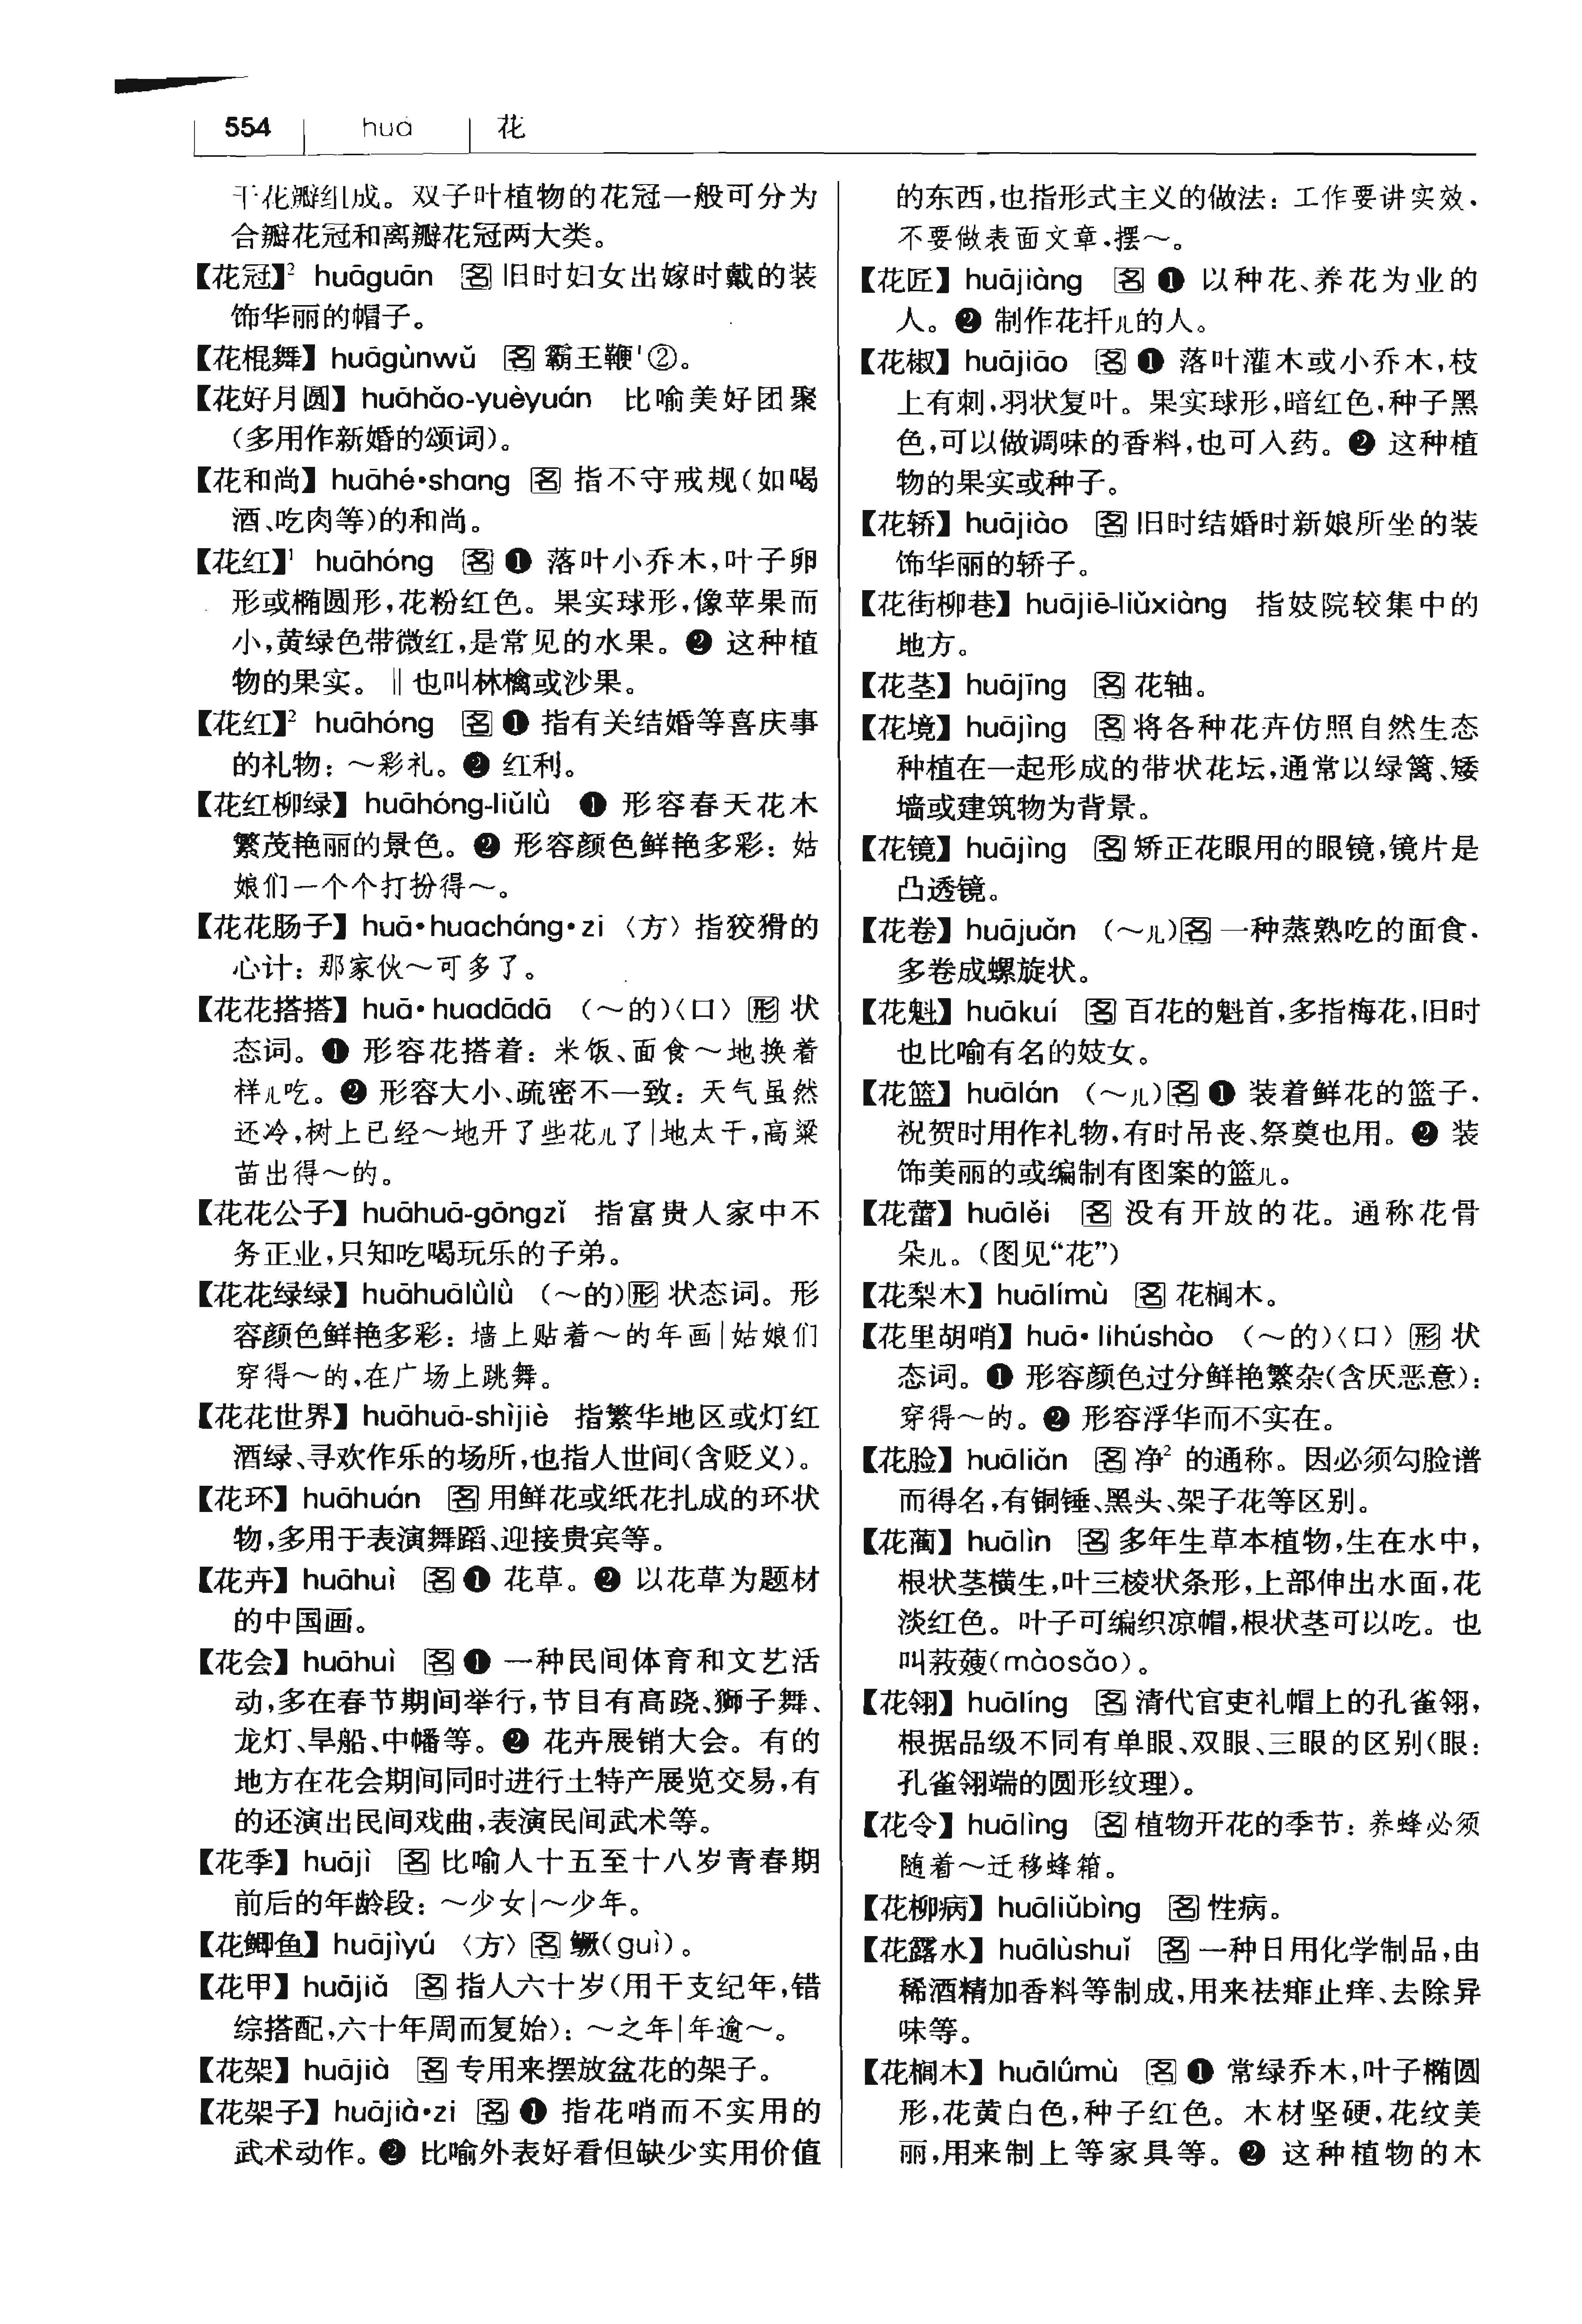 554 huā 花
干花瓣组成。双子叶植物的花冠一般可分为
合瓣花冠和离瓣花冠两大类。
【花冠】² huāguān 名 旧时妇女出嫁时戴的装
饰华丽的帽子。
【花棍舞】huāgùnwǔ 名 霸王鞭¹②。
【花好月圆】huāhǎo-yuèyuán 比喻美好团聚
(多用作新婚的颂词)。
【花和尚】huāhé•shang 名 指不守戒规(如喝
酒、吃肉等)的和尚。
【花红】¹ huāhóng 名 ❶ 落叶小乔木,叶子卵
形或椭圆形,花粉红色。果实球形,像苹果而
小,黄绿色带微红,是常见的水果。❷ 这种植
物的果实。‖也叫林檎或沙果。
【花红】² huāhóng 名 ❶ 指有关结婚等喜庆事
的礼物:～彩礼。❷ 红利。
【花红柳绿】huāhóng-liǔlǜ ❶ 形容春天花木
繁茂艳丽的景色。❷ 形容颜色鲜艳多彩:姑
娘们一个个打扮得～。
【花花肠子】huā•huacháng•zi 〈方〉指狡猾的
心计:那家伙～可多了。
【花花搭搭】huā•huadādā (～的)〈口〉形 状
态词。❶ 形容花搭着:米饭、面食～地换着
样儿吃。❷ 形容大小、疏密不一致:天气虽然
还冷,树上已经～地开了些花儿了|地太干,高粱
苗出得～的。
【花花公子】huāhuā-gōngzǐ 指富贵人家中不
务正业,只知吃喝玩乐的子弟。
【花花绿绿】huāhuālǜlǜ (～的)形 状态词。形
容颜色鲜艳多彩:墙上贴着～的年画|姑娘们
穿得～的,在广场上跳舞。
【花花世界】huāhuā-shìjiè 指繁华地区或灯红
酒绿、寻欢作乐的场所,也指人世间(含贬义)。
【花环】huāhuán 名 用鲜花或纸花扎成的环状
物,多用于表演舞蹈、迎接贵宾等。
【花卉】huāhuì 名 ❶ 花草。❷ 以花草为题材
的中国画。
【花会】huāhuì 名 ❶ 一种民间体育和文艺活
动,多在春节期间举行,节目有高跷、狮子舞、
龙灯、旱船、中幡等。❷ 花卉展销大会。有的
地方在花会期间同时进行土特产展览交易,有
的还演出民间戏曲,表演民间武术等。
【花季】huājì 名 比喻人十五至十八岁青春期
前后的年龄段:～少女|～少年。
【花鲫鱼】huājìyú 〈方〉名 鳜(guì)。
【花甲】huājiǎ 名 指人六十岁(用干支纪年,错
综搭配,六十年周而复始):～之年|年逾～。
【花架】huājià 名 专用来摆放盆花的架子。
【花架子】huājià•zi 名 ❶ 指花哨而不实用的
武术动作。❷ 比喻外表好看但缺少实用价值
的东西,也指形式主义的做法:工作要讲实效,
不要做表面文章,摆～。
【花匠】huājiàng 名 ❶ 以种花、养花为业的
人。❷ 制作花扦儿的人。
【花椒】huājiāo 名 ❶ 落叶灌木或小乔木,枝
上有刺,羽状复叶。果实球形,暗红色,种子黑
色,可以做调味的香料,也可入药。❷ 这种植
物的果实或种子。
【花轿】huājiào 名 旧时结婚时新娘所坐的装
饰华丽的轿子。
【花街柳巷】huājiē-liǔxiàng 指妓院较集中的
地方。
【花茎】huājīng 名 花轴。
【花境】huājìng 名 将各种花卉仿照自然生态
种植在一起形成的带状花坛,通常以绿篱、矮
墙或建筑物为背景。
【花镜】huājìng 名 矫正花眼用的眼镜,镜片是
凸透镜。
【花卷】huājuǎn (～儿)名 一种蒸熟吃的面食,
多卷成螺旋状。
【花魁】huākuí 名 百花的魁首,多指梅花,旧时
也比喻有名的妓女。
【花篮】huālán (～儿)名 ❶ 装着鲜花的篮子,
祝贺时用作礼物,有时吊丧、祭奠也用。❷ 装
饰美丽的或编制有图案的篮儿。
【花蕾】huālěi 名 没有开放的花。通称花骨
朵儿。(图见“花”)
【花梨木】huālímù 名 花榈木。
【花里胡哨】huā•lihúshào (～的)〈口〉形 状
态词。❶ 形容颜色过分鲜艳繁杂(含厌恶意):
穿得～的。❷ 形容浮华而不实在。
【花脸】huāliǎn 名 净² 的通称。因必须勾脸谱
而得名,有铜锤、黑头、架子花等区别。
【花蔺】huālìn 名 多年生草本植物,生在水中,
根状茎横生,叶三棱状条形,上部伸出水面,花
淡红色。叶子可编织凉帽,根状茎可以吃。也
叫荗蓃(màosǎo)。
【花翎】huālíng 名 清代官吏礼帽上的孔雀翎,
根据品级不同有单眼、双眼、三眼的区别(眼:
孔雀翎端的圆形纹理)。
【花令】huālìng 名 植物开花的季节:养蜂必须
随着～迁移蜂箱。
【花柳病】huāliǔbìng 名 性病。
【花露水】huālùshuǐ 名 一种日用化学制品,由
稀酒精加香料等制成,用来祛痱止痒、去除异
味等。
【花榈木】huālǘmù 名 ❶ 常绿乔木,叶子椭圆
形,花黄白色,种子红色。木材坚硬,花纹美
丽,用来制上等家具等。❷ 这种植物的木